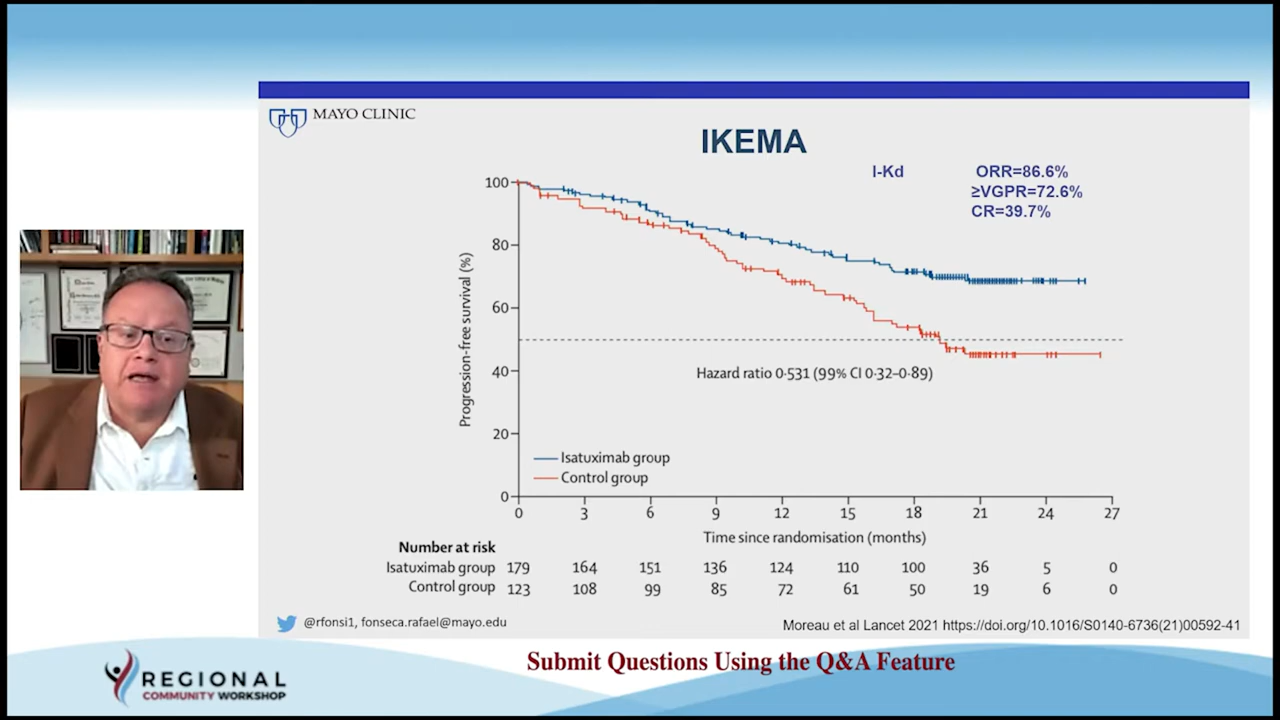 MAYO CLINIC
IKEMA
I-Kd ORR=86.6%
≥VGPR=72.6%
CR=39.7%
Progression-free survival (%)
100
80
60
40
20
0
Hazard ratio 0·531 (99% CI 0·32–0·89)
Isatuximab group
Control group
0 3 6 9 12 15 18 21 24 27
Time since randomisation (months)
Number at risk
Isatuximab group 179 164 151 136 124 110 100 36 5 0
Control group 123 108 99 85 72 61 50 19 6 0
@rfonsi1, fonseca.rafael@mayo.edu
Moreau et al Lancet 2021 https://doi.org/10.1016/S0140-6736(21)00592-41
Submit Questions Using the Q&A Feature
REGIONAL
COMMUNITY WORKSHOP